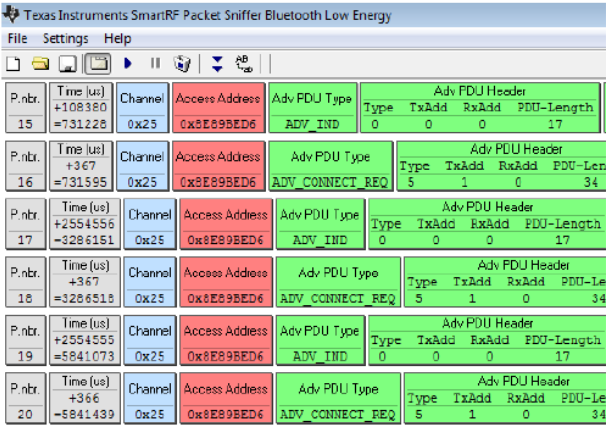 Texas Instruments SmartRF Packet Sniffer Bluetooth Low Energy
File Settings Help
P.nbr. Time (us) Channel Access Address Adv PDU Type Adv PDU Header
+108380 Type TxAdd RxAdd PDU-Length
15 =731228 0x25 0x8E89BED6 ADV_IND 0 0 0 17
P.nbr. Time (us) Channel Access Address Adv PDU Type Adv PDU Header
+367 Type TxAdd RxAdd PDU-Len
16 =731595 0x25 0x8E89BED6 ADV_CONNECT_REQ 5 1 0 34
P.nbr. Time (us) Channel Access Address Adv PDU Type Adv PDU Header
+2554556 Type TxAdd RxAdd PDU-Length
17 =3286151 0x25 0x8E89BED6 ADV_IND 0 0 0 17
P.nbr. Time (us) Channel Access Address Adv PDU Type Adv PDU Header
+367 Type TxAdd RxAdd PDU-Le
18 =3286518 0x25 0x8E89BED6 ADV_CONNECT_REQ 5 1 0 34
P.nbr. Time (us) Channel Access Address Adv PDU Type Adv PDU Header
+2554555 Type TxAdd RxAdd PDU-Length
19 =5841073 0x25 0x8E89BED6 ADV_IND 0 0 0 17
P.nbr. Time (us) Channel Access Address Adv PDU Type Adv PDU Header
+366 Type TxAdd RxAdd PDU-Le
20 =5841439 0x25 0x8E89BED6 ADV_CONNECT_REQ 5 1 0 34